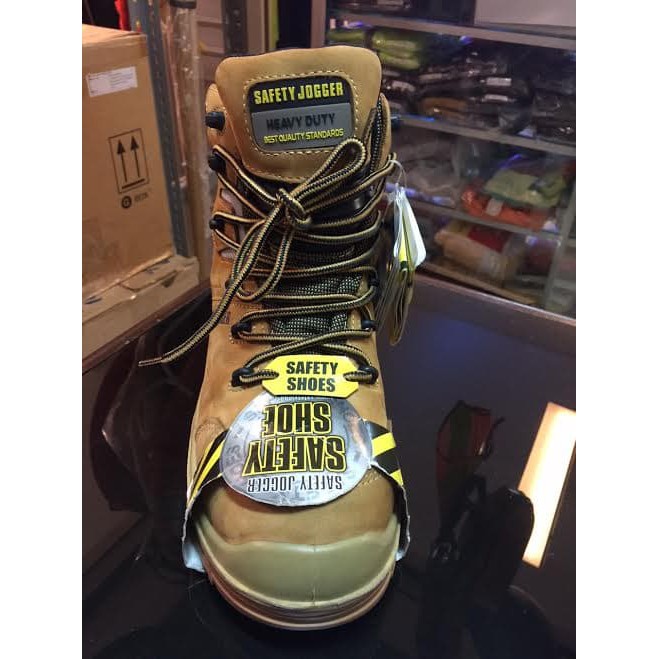 SAFETY JOGGER
HEAVY DUTY
BEST QUALITY STANDARDS
SAFETY
SHOES
SAFETY
SHOE
SAFETY JOGGER